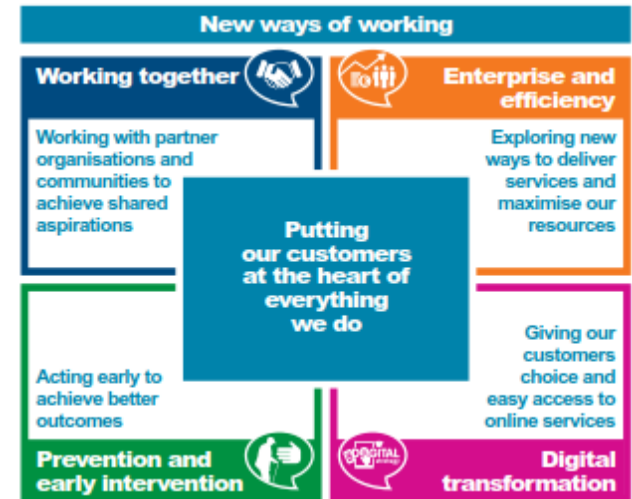 New ways of working
Working together
Working with partner
organisations and
communities to
achieve shared
aspirations
Enterprise and
efficiency
Exploring new
ways to deliver
services and
maximise our
resources
Putting
our customers
at the heart of
everything
we do
Acting early to
achieve better
outcomes
Prevention and
early intervention
Giving our
customers
choice and
easy access to
online services
DIGITAL
Digital
transformation